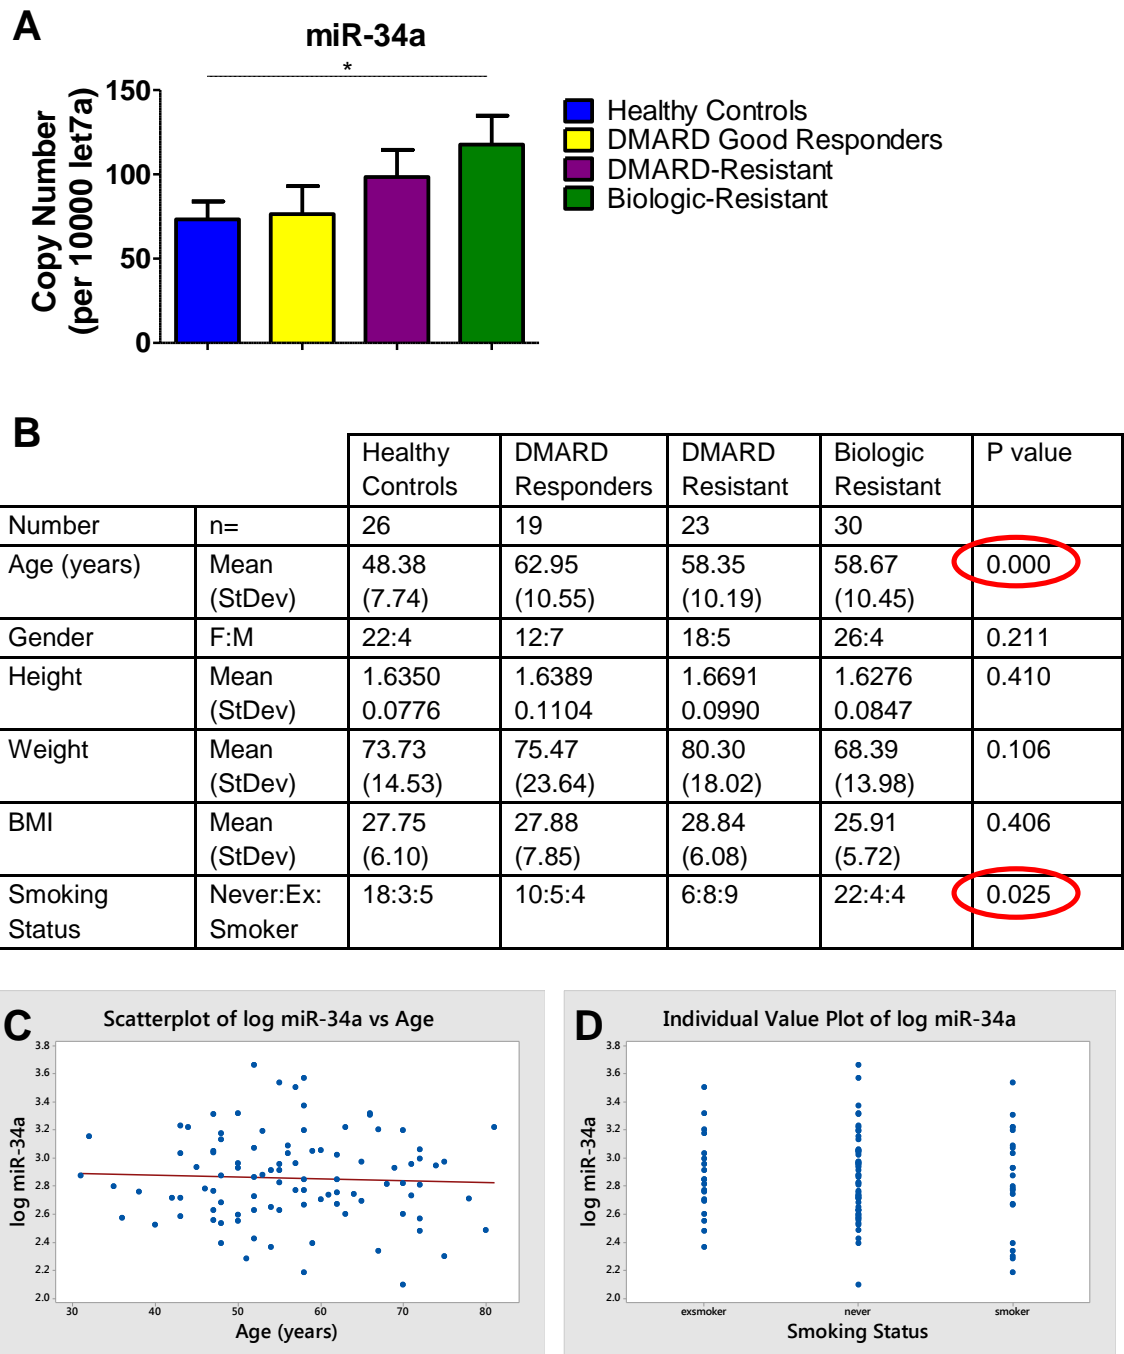 A
miR-34a
*
Copy Number
(per 10000 let7a)
150
100
50
0
Healthy Controls
DMARD Good Responders
DMARD-Resistant
Biologic-Resistant
B
Healthy Controls DMARD Responders DMARD Resistant Biologic Resistant P value
Number n= 26 19 23 30
Age (years) Mean 48.38 62.95 58.35 58.67 0.000
(StDev) (7.74) (10.55) (10.19) (10.45)
Gender F:M 22:4 12:7 18:5 26:4 0.211
Height Mean 1.6350 1.6389 1.6691 1.6276 0.410
(StDev) 0.0776 0.1104 0.0990 0.0847
Weight Mean 73.73 75.47 80.30 68.39 0.106
(StDev) (14.53) (23.64) (18.02) (13.98)
BMI Mean 27.75 27.88 28.84 25.91 0.406
(StDev) (6.10) (7.85) (6.08) (5.72)
Smoking Never:Ex: 18:3:5 10:5:4 6:8:9 22:4:4 0.025
Status Smoker
C
Scatterplot of log miR-34a vs Age
log miR-34a
3.8
3.6
3.4
3.2
3.0
2.8
2.6
2.4
2.2
2.0
30 40 50 60 70 80
Age (years)
D
Individual Value Plot of log miR-34a
log miR-34a
3.8
3.6
3.4
3.2
3.0
2.8
2.6
2.4
2.2
2.0
exsmoker never smoker
Smoking Status